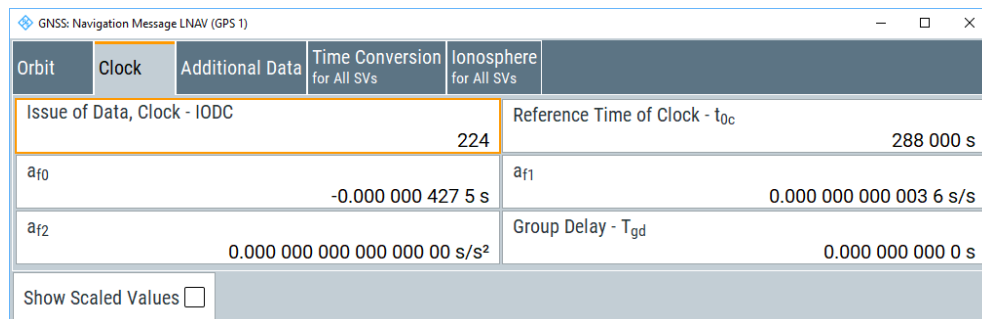 GNSS: Navigation Message LNAV (GPS 1)
Orbit
Clock
Additional Data
Time Conversion
for All SVs
Ionosphere
for All SVs
Issue of Data, Clock - IODC
224
Reference Time of Clock - t0c
288 000 s
af0
-0.000 000 427 5 s
af1
0.000 000 000 003 6 s/s
af2
0.000 000 000 000 000 00 s/s²
Group Delay - Tgd
0.000 000 000 0 s
Show Scaled Values